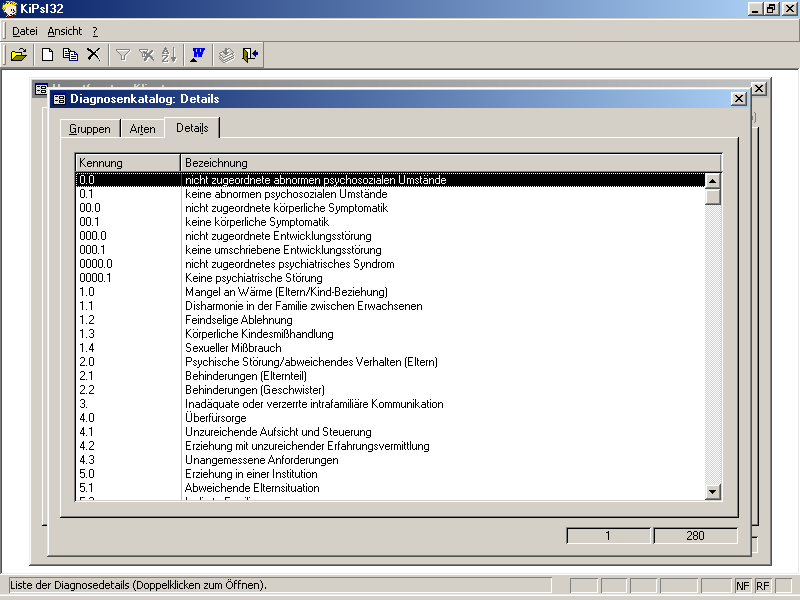 KiPsI32
Datei Ansicht ?
Diagnosenkatalog: Details
Gruppen Arten Details
Kennung Bezeichnung
0.0 nicht zugeordnete abnormen psychosozialen Umstände
0.1 keine abnormen psychosozialen Umstände
00.0 nicht zugeordnete körperliche Symptomatik
00.1 keine körperliche Symptomatik
000.0 nicht zugeordnete Entwicklungsstörung
000.1 keine umschriebene Entwicklungsstörung
0000.0 nicht zugeordnetes psychiatrisches Syndrom
0000.1 Keine psychiatrische Störung
1.0 Mangel an Wärme (Eltern/Kind-Beziehung)
1.1 Disharmonie in der Familie zwischen Erwachsenen
1.2 Feindselige Ablehnung
1.3 Körperliche Kindesmißhandlung
1.4 Sexueller Mißbrauch
2.0 Psychische Störung/abweichendes Verhalten (Eltern)
2.1 Behinderungen (Elternteil)
2.2 Behinderungen (Geschwister)
3. Inadäquate oder verzerrte intrafamiliäre Kommunikation
4.0 Überfürsorge
4.1 Unzureichende Aufsicht und Steuerung
4.2 Erziehung mit unzureichender Erfahrungsvermittlung
4.3 Unangemessene Anforderungen
5.0 Erziehung in einer Institution
5.1 Abweichende Elternsituation
1 280
Liste der Diagnosedetails (Doppelklicken zum Öffnen). NF RF